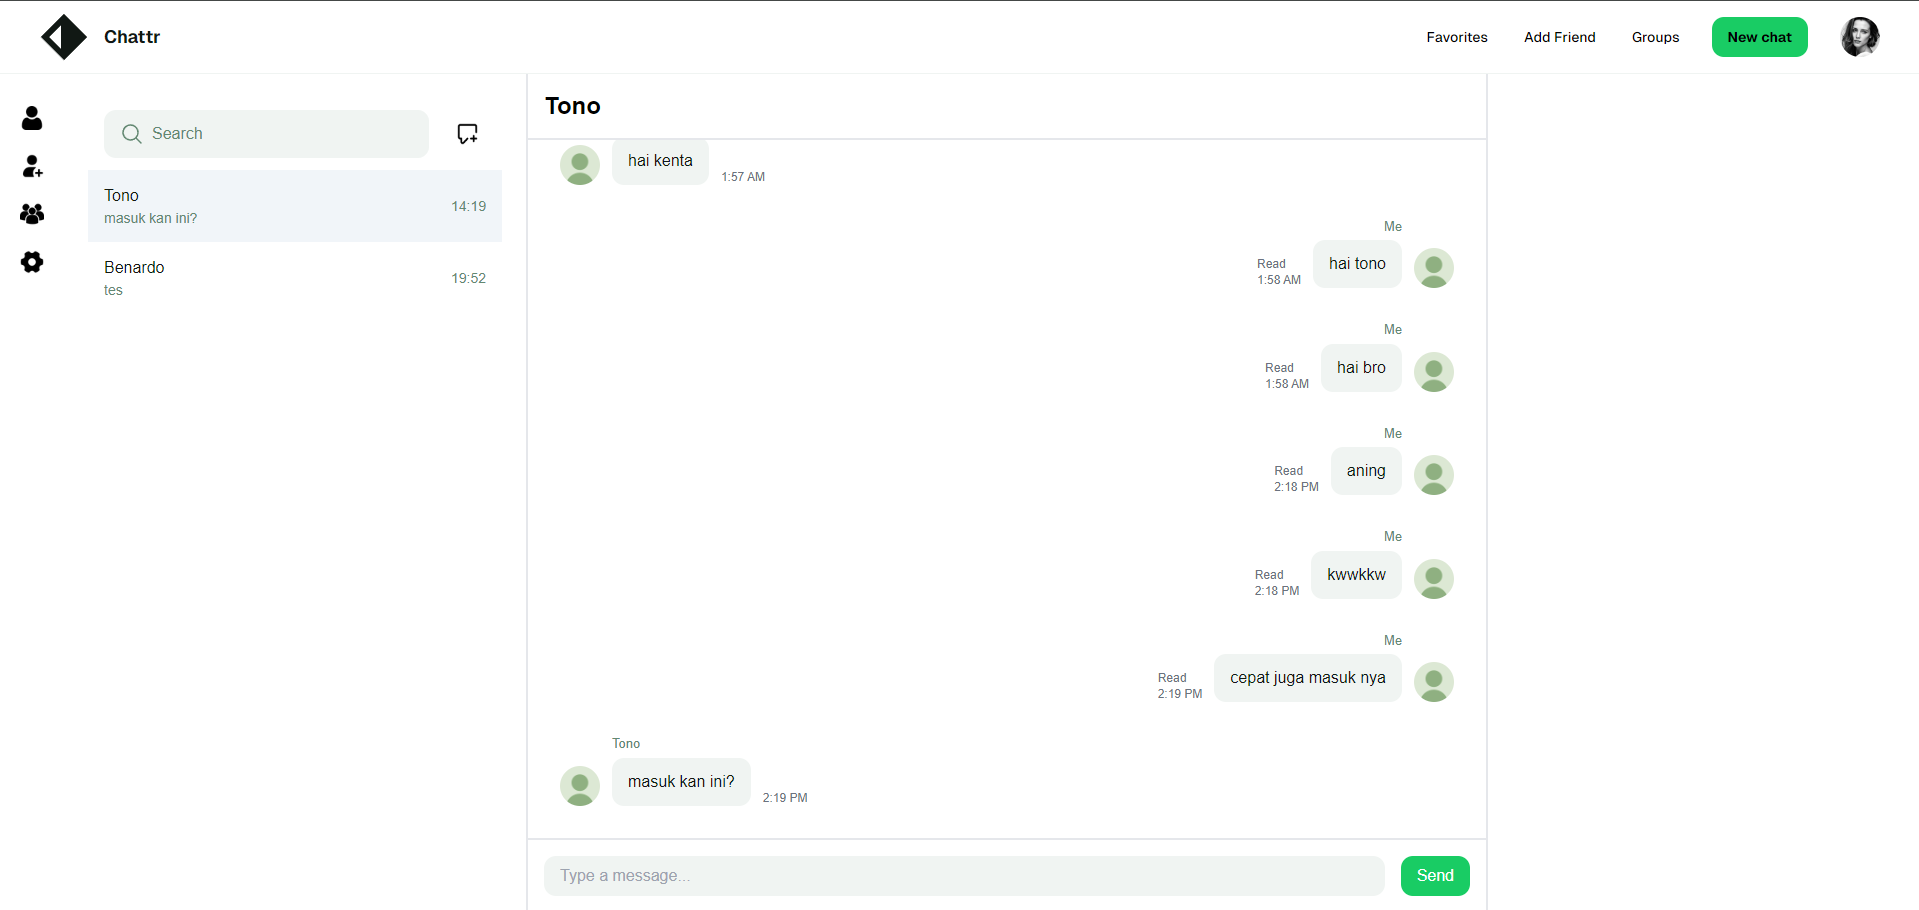 Chattr
Favorites
Add Friend
Groups
New chat
Search
Tono
masuk kan ini?
14:19
Benardo
tes
19:52
Tono
hai kenta
1:57 AM
Me
Read
1:58 AM
hai tono
Me
Read
1:58 AM
hai bro
Me
Read
2:18 PM
aning
Me
Read
2:18 PM
kwwkkw
Me
Read
2:19 PM
cepat juga masuk nya
Tono
masuk kan ini?
2:19 PM
Type a message...
Send